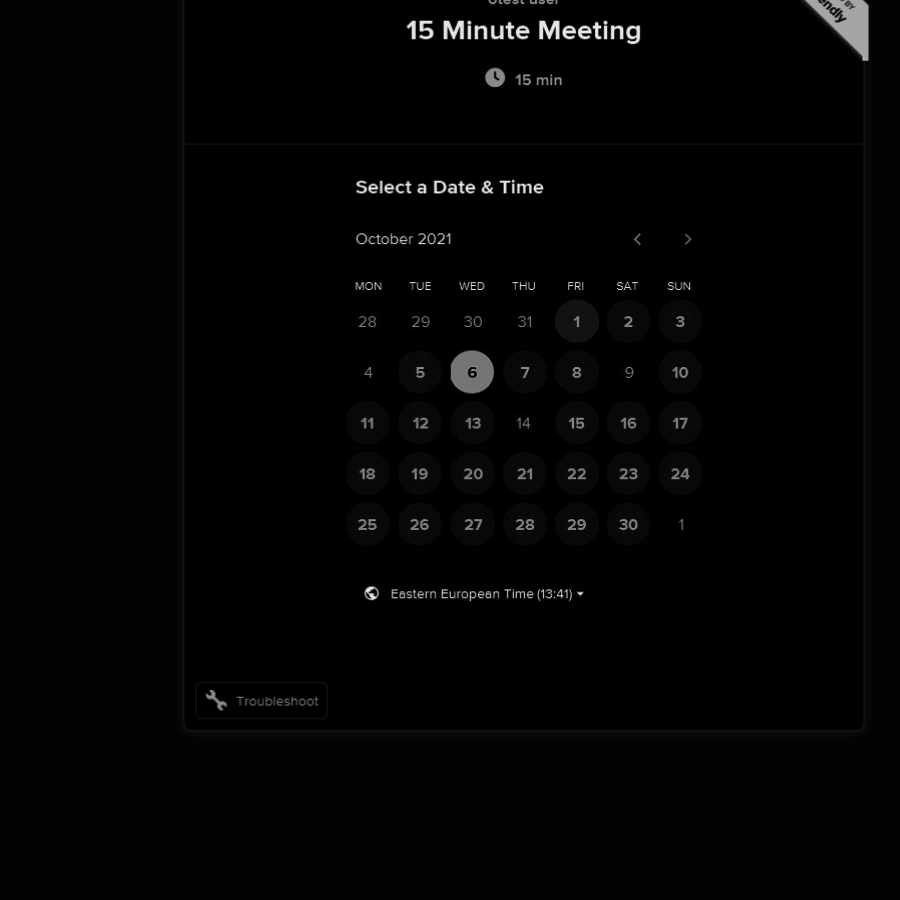 15 Minute Meeting
15 min
Select a Date & Time
October 2021
MON TUE WED THU FRI SAT SUN
28 29 30 31 1 2 3
4 5 6 7 8 9 10
11 12 13 14 15 16 17
18 19 20 21 22 23 24
25 26 27 28 29 30 1
Eastern European Time (13:41)
Troubleshoot